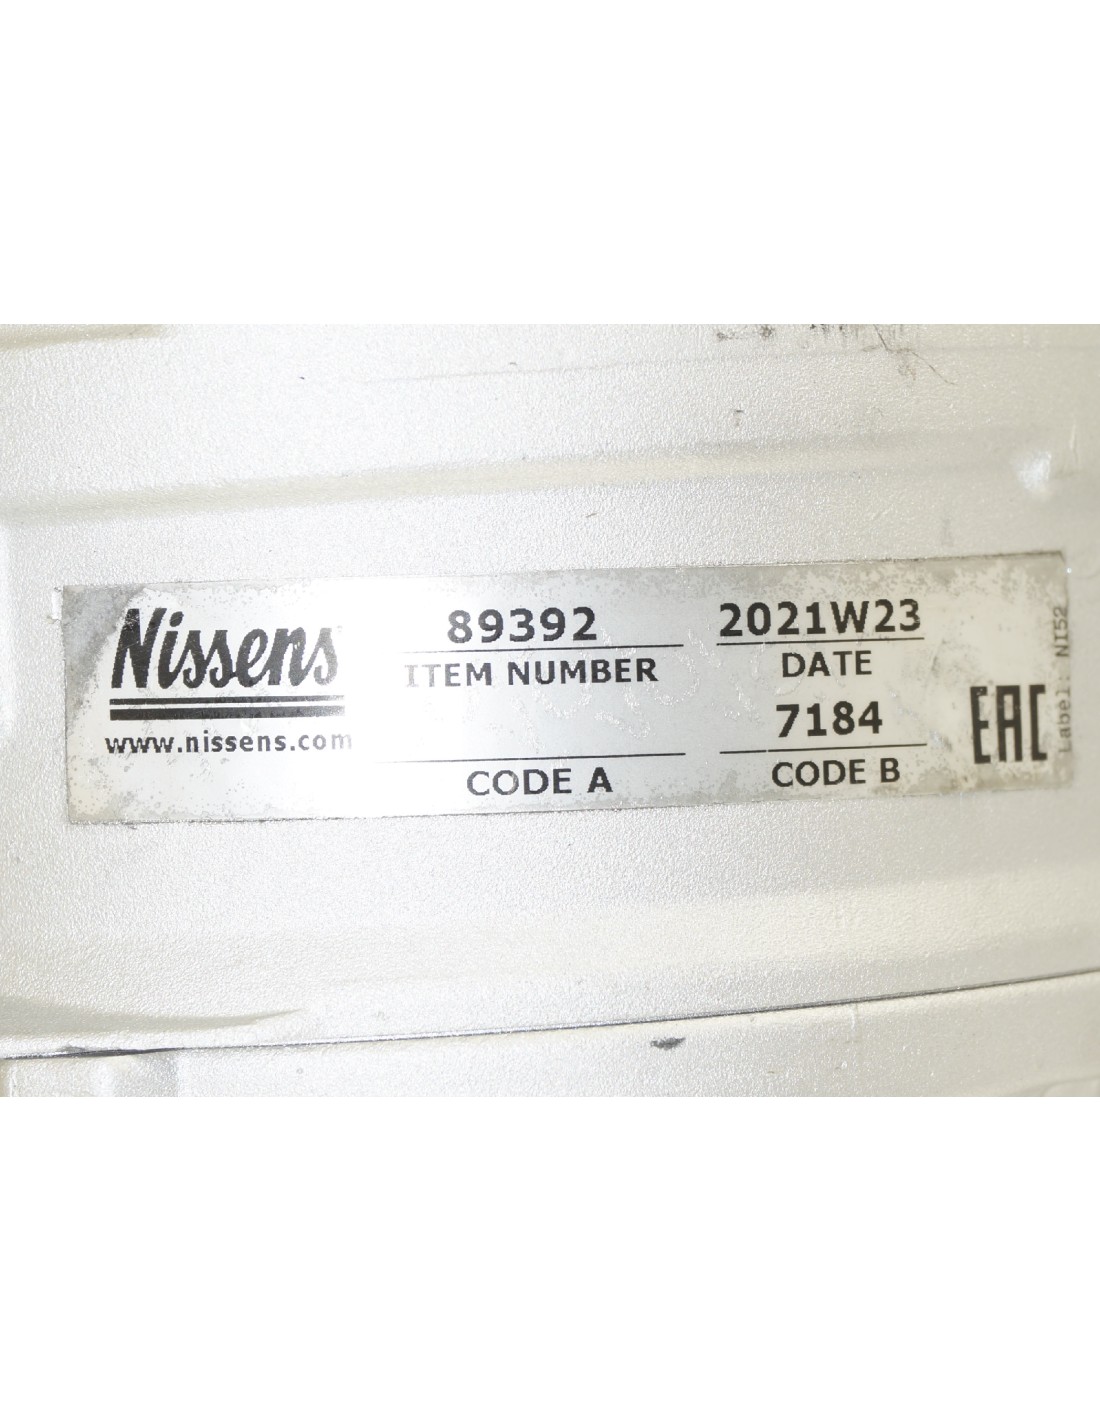 Nissens
www.nissens.com
89392
ITEM NUMBER
CODE A
2021W23
DATE
7184
CODE B
EAC
Label: NI52